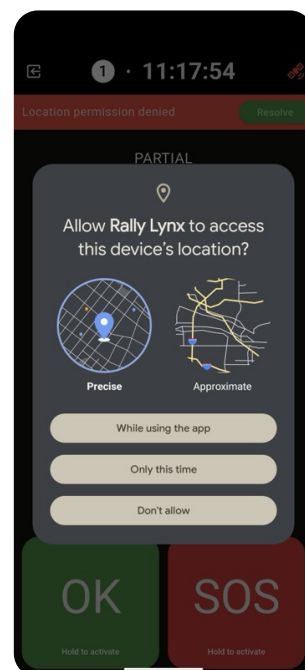 1 · 11:17:54
Location permission denied
Resolve
PARTIAL
Allow Rally Lynx to access
this device's location?
Precise
Approximate
While using the app
Only this time
Don't allow
OK
SOS
Hold to activate
Hold to activate